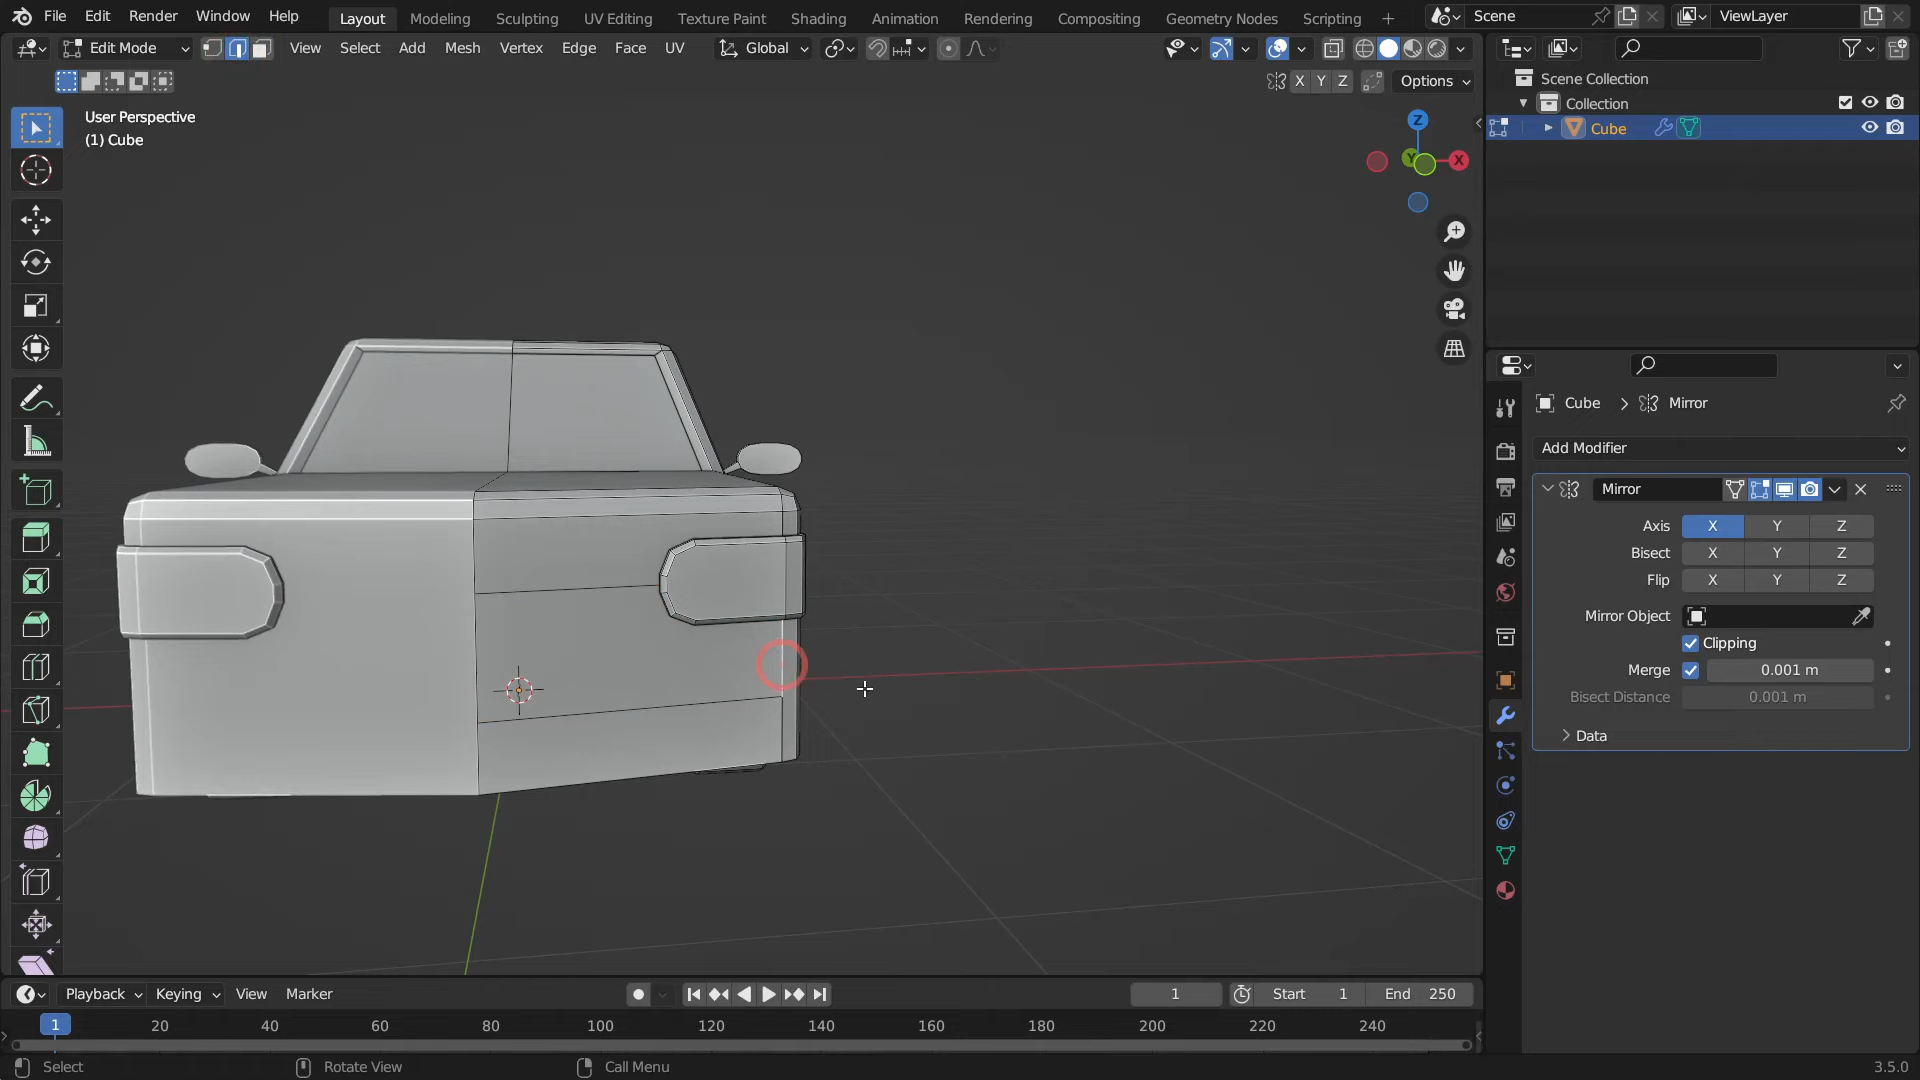 File Edit Render Window Help Layout Modeling Sculpting UV Editing Texture Paint Shading Animation Rendering Compositing Geometry Nodes Scripting + Scene ViewLayer
Edit Mode View Select Add Mesh Vertex Edge Face UV Global
X Y Z Options
User Perspective
(1) Cube
Z
Y
X
Scene Collection
Collection
Cube
Cube > Mirror
Add Modifier
Mirror
Axis X Y Z
Bisect X Y Z
Flip X Y Z
Mirror Object
Clipping
Merge 0.001 m
Bisect Distance 0.001 m
Data
Playback Keying View Marker 1 Start 1 End 250
1 20 40 60 80 100 120 140 160 180 200 220 240
Select Rotate View Call Menu 3.5.0